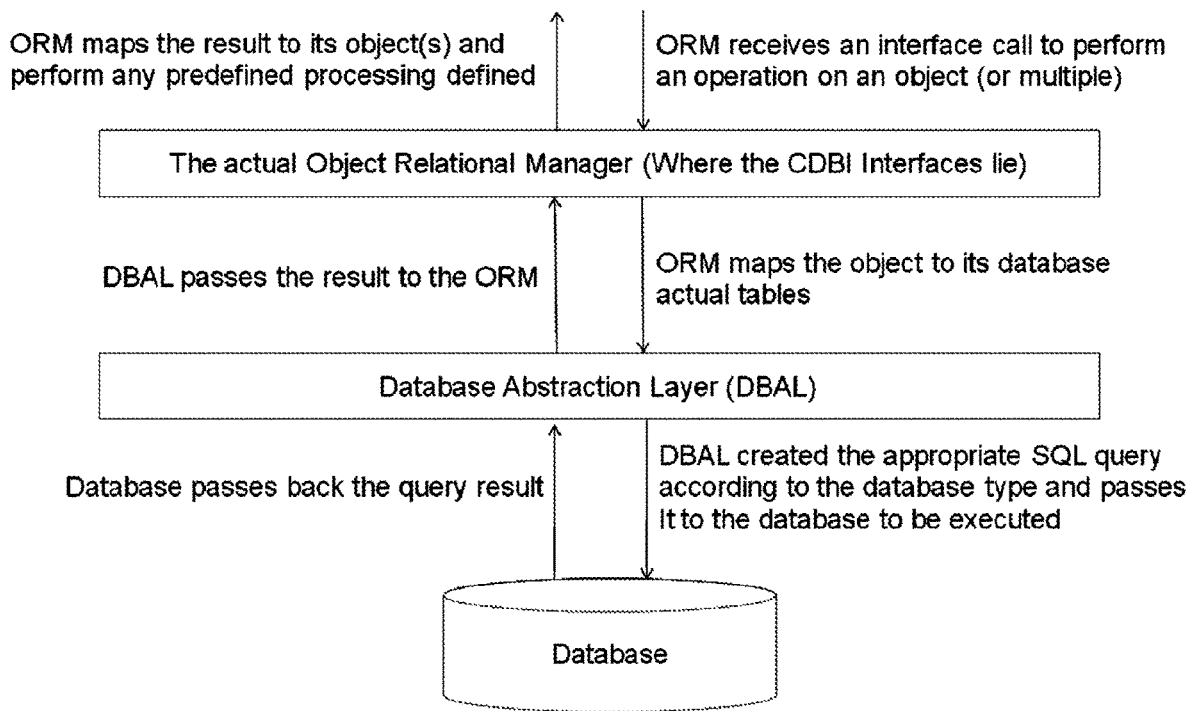 ORM maps the result to its object(s) and
perform any predefined processing defined
ORM receives an interface call to perform
an operation on an object (or multiple)
The actual Object Relational Manager (Where the CDBI Interfaces lie)
DBAL passes the result to the ORM
ORM maps the object to its database
actual tables
Database Abstraction Layer (DBAL)
Database passes back the query result
DBAL created the appropriate SQL query
according to the database type and passes
It to the database to be executed
Database